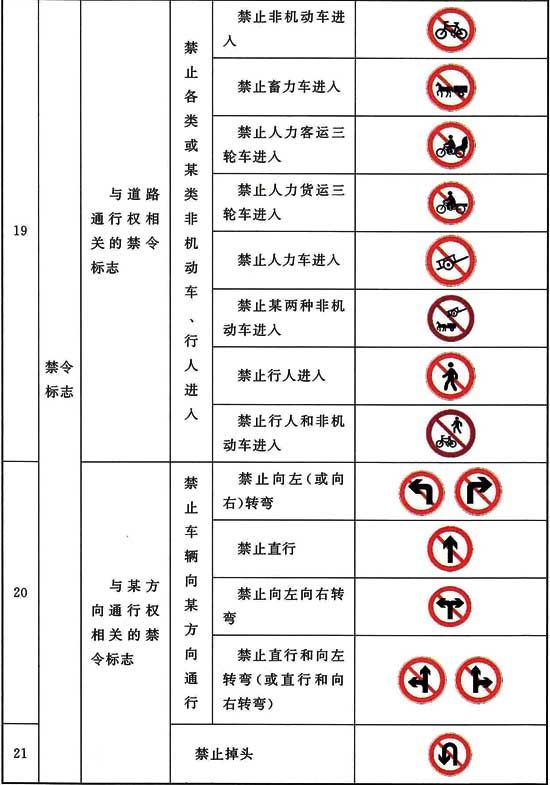 19
禁令
标志
与道路
通行权相
关的禁令
标志
禁
止
各
类
或
某
类
非
机
动
车
、
行
人
进
入
禁止非机动车进
入
禁止畜力车进入
禁止人力客运三
轮车进入
禁止人力货运三
轮车进入
禁止人力车进入
禁止某两种非机
动车进入
禁止行人进入
禁止行人和非机
动车进入
20
与某方
向通行权
相关的禁
令标志
禁
止
车
辆
向
某
方
向
通
行
禁止向左(或向
右)转弯
禁止直行
禁止向左向右转
弯
禁止直行和向左
转弯(或直行和向
右转弯)
21
禁止掉头